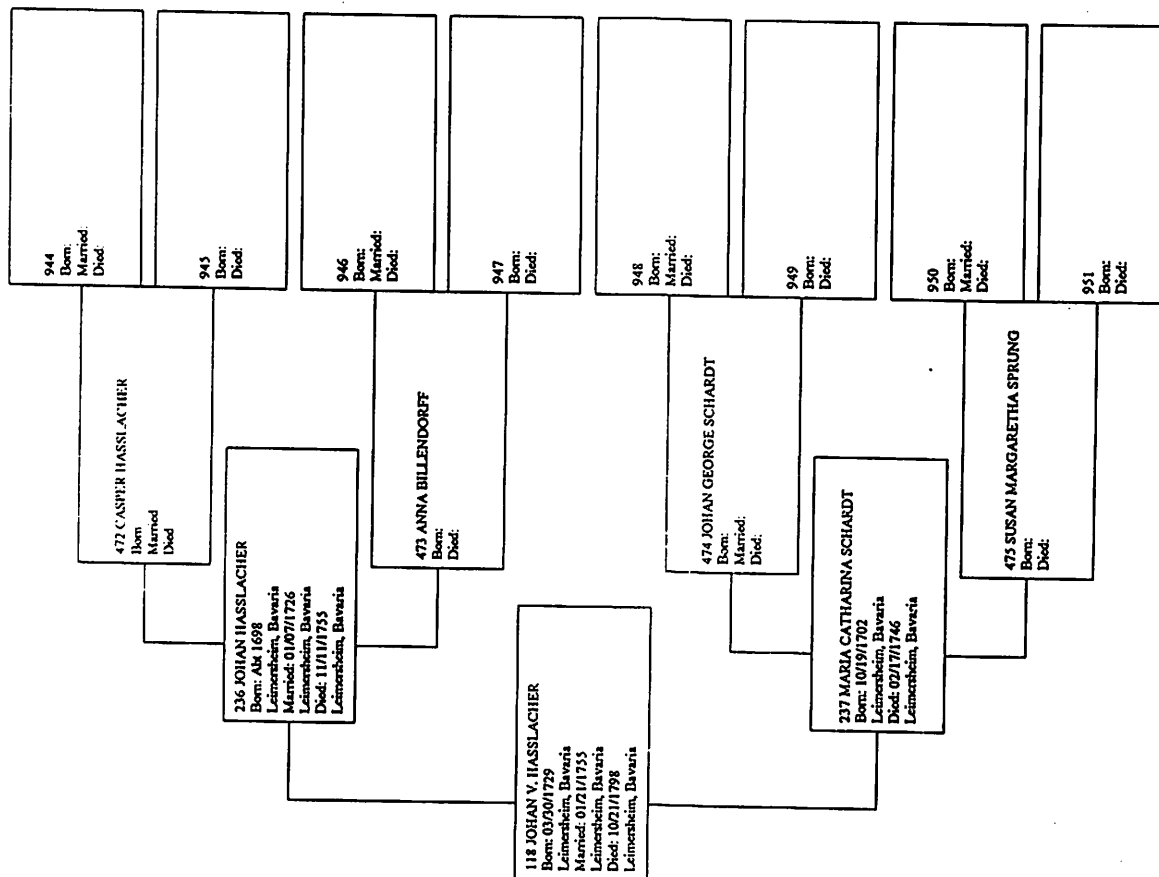 118 JOHAN V. HASSLACHER
Born: 03/30/1729
Leimersheim, Bavaria
Married: 01/21/1755
Leimersheim, Bavaria
Died: 10/21/1798
Leimersheim, Bavaria
236 JOHAN HASSLACHER
Born: Abt 1698
Leimersheim, Bavaria
Married: 01/07/1726
Leimersheim, Bavaria
Died: 11/11/1755
Leimersheim, Bavaria
237 MARIA CATHARINA SCHARDT
Born: 10/19/1702
Leimersheim, Bavaria
Died: 02/17/1746
Leimersheim, Bavaria
472 CASPER HASSLACHER
Born
Married
Died
473 ANNA BILLENDORFF
Born:
Died:
474 JOHAN GEORGE SCHARDT
Born:
Married:
Died:
475 SUSAN MARGARETHA SPRUNG
Born:
Died:
944
Born:
Married:
Died:
945
Born:
Died:
946
Born:
Married:
Died:
947
Born:
Died:
948
Born:
Married:
Died:
949
Born:
Died:
950
Born:
Married:
Died:
951
Born:
Died: